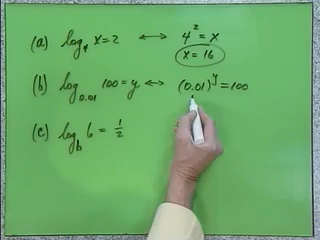 (a) log₄ x = 2 ↔ 4² = x
x = 16
(b) log₀.₀₁ 100 = y ↔ (0.01)ʸ = 100
(c) log_b 6 = 1/2